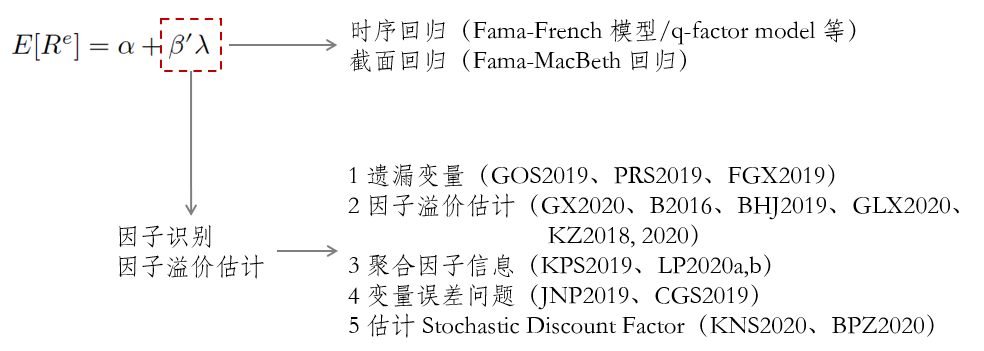 E[Rᵉ] = α + β′λ
时序回归（Fama-French 模型/q-factor model 等）
截面回归（Fama-MacBeth 回归）
因子识别
因子溢价估计
1 遗漏变量（GOS2019、PRS2019、FGX2019）
2 因子溢价估计（GX2020、B2016、BHJ2019、GLX2020、
KZ2018, 2020）
3 聚合因子信息（KPS2019、LP2020a,b）
4 变量误差问题（JNP2019、CGS2019）
5 估计 Stochastic Discount Factor（KNS2020、BPZ2020）